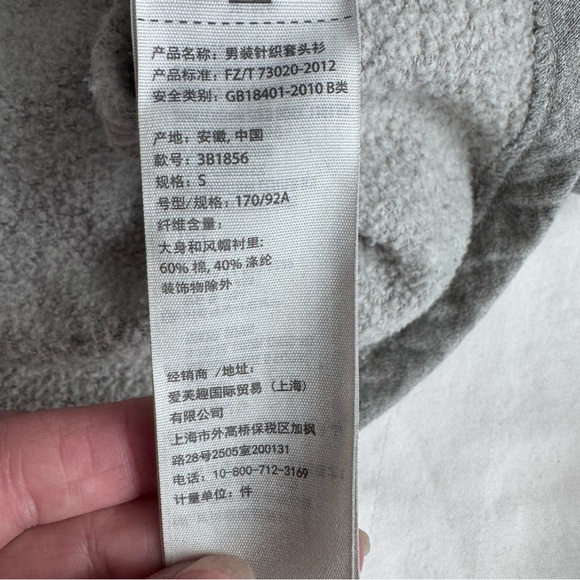 产品名称: 男装针织套头衫
产品标准: FZ/T 73020-2012
安全类别: GB18401-2010 B类
产地: 安徽, 中国
款号: 3B1856
规格: S
号型/规格: 170/92A
纤维含量:
大身和风帽衬里:
60% 棉, 40% 涤纶
装饰物除外
经销商 /地址:
爱芙趣国际贸易 (上海)
有限公司
上海市外高桥保税区加枫
路28号2505室200131
电话: 10-800-712-3169
计量单位: 件